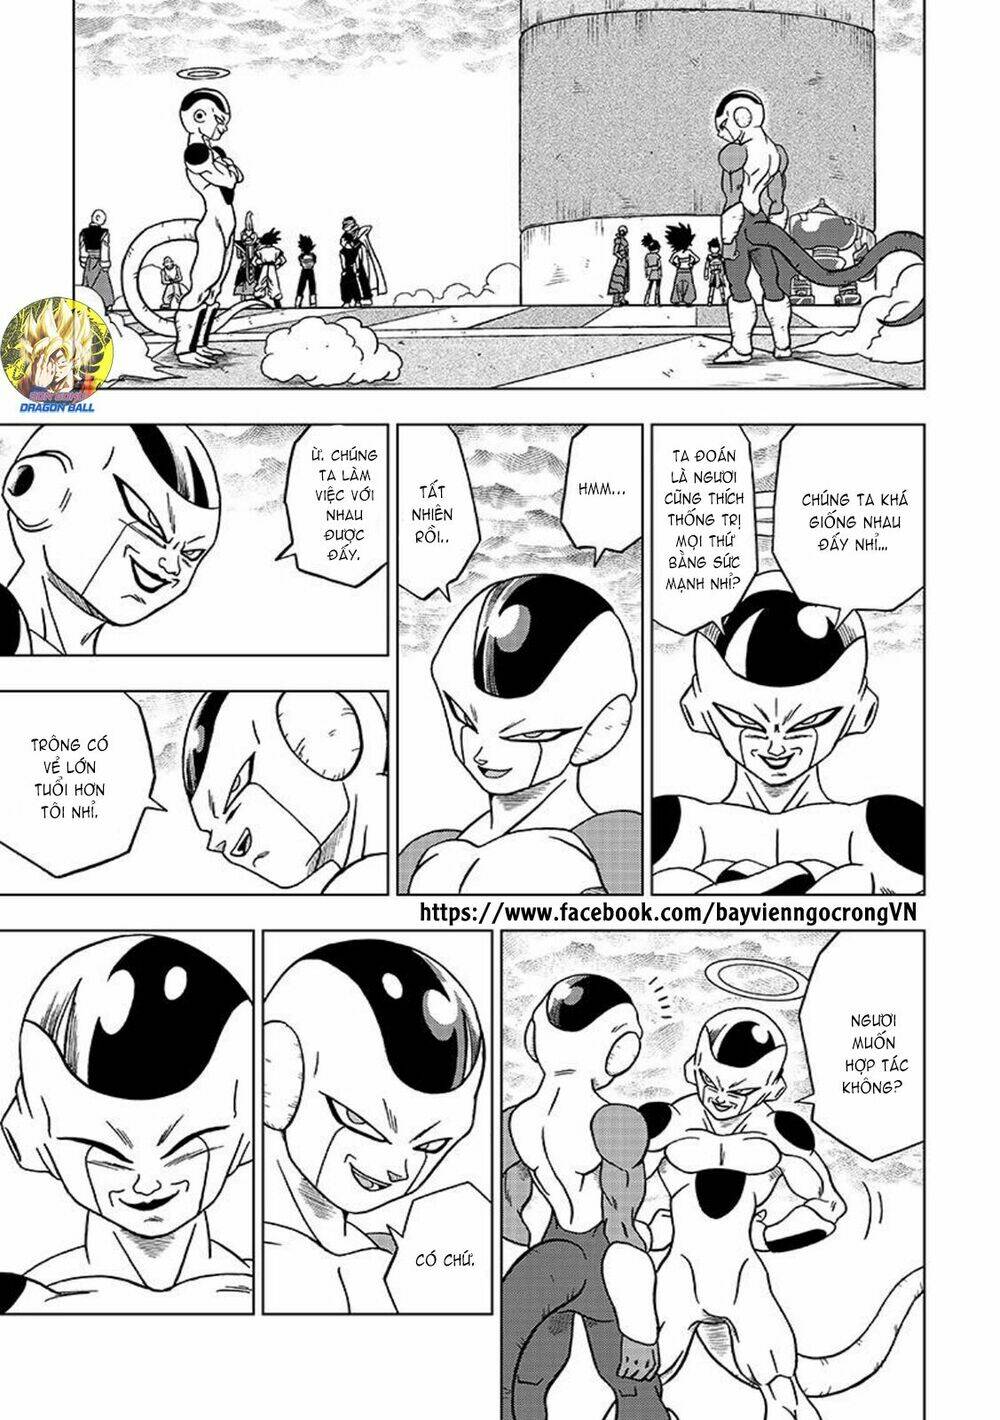 SON GOKU
DRAGON BALL
CHÚNG TA KHÁ
GIỐNG NHAU
ĐẤY NHỈ...
TA ĐOÁN
LÀ NGƯƠI
CŨNG THÍCH
THỐNG TRỊ
MỌI THỨ
BẰNG SỨC
MẠNH NHỈ?
HMM...
TẤT
NHIÊN
RỒI..
Ừ. CHÚNG
TA LÀM
VIỆC VỚI
NHAU
ĐƯỢC
ĐẤY.
TRÔNG CÓ
VẺ LỚN
TUỔI HƠN
TÔI NHỈ.
https://www.facebook.com/bayvienngocrongVN
NGƯƠI
MUỐN
HỢP TÁC
KHÔNG?
CÓ CHỨ.